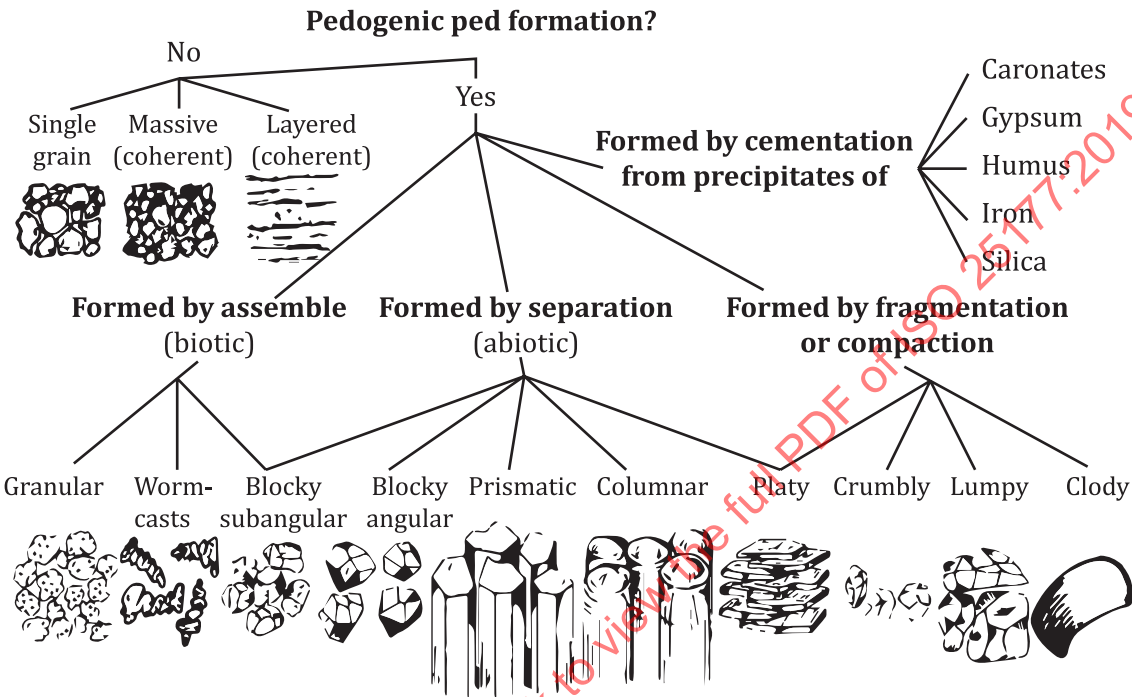 Pedogenic ped formation?
No
Yes
Single
grain
Massive
(coherent)
Layered
(coherent)
Formed by cementation
from precipitates of
Caronates
Gypsum
Humus
Iron
Silica
Formed by assemble
(biotic)
Formed by separation
(abiotic)
Formed by fragmentation
or compaction
Granular
Worm-
casts
Blocky
subangular
Blocky
angular
Prismatic
Columnar
Platy
Crumbly
Lumpy
Clody
to view the full PDF of ISO 25177:2019